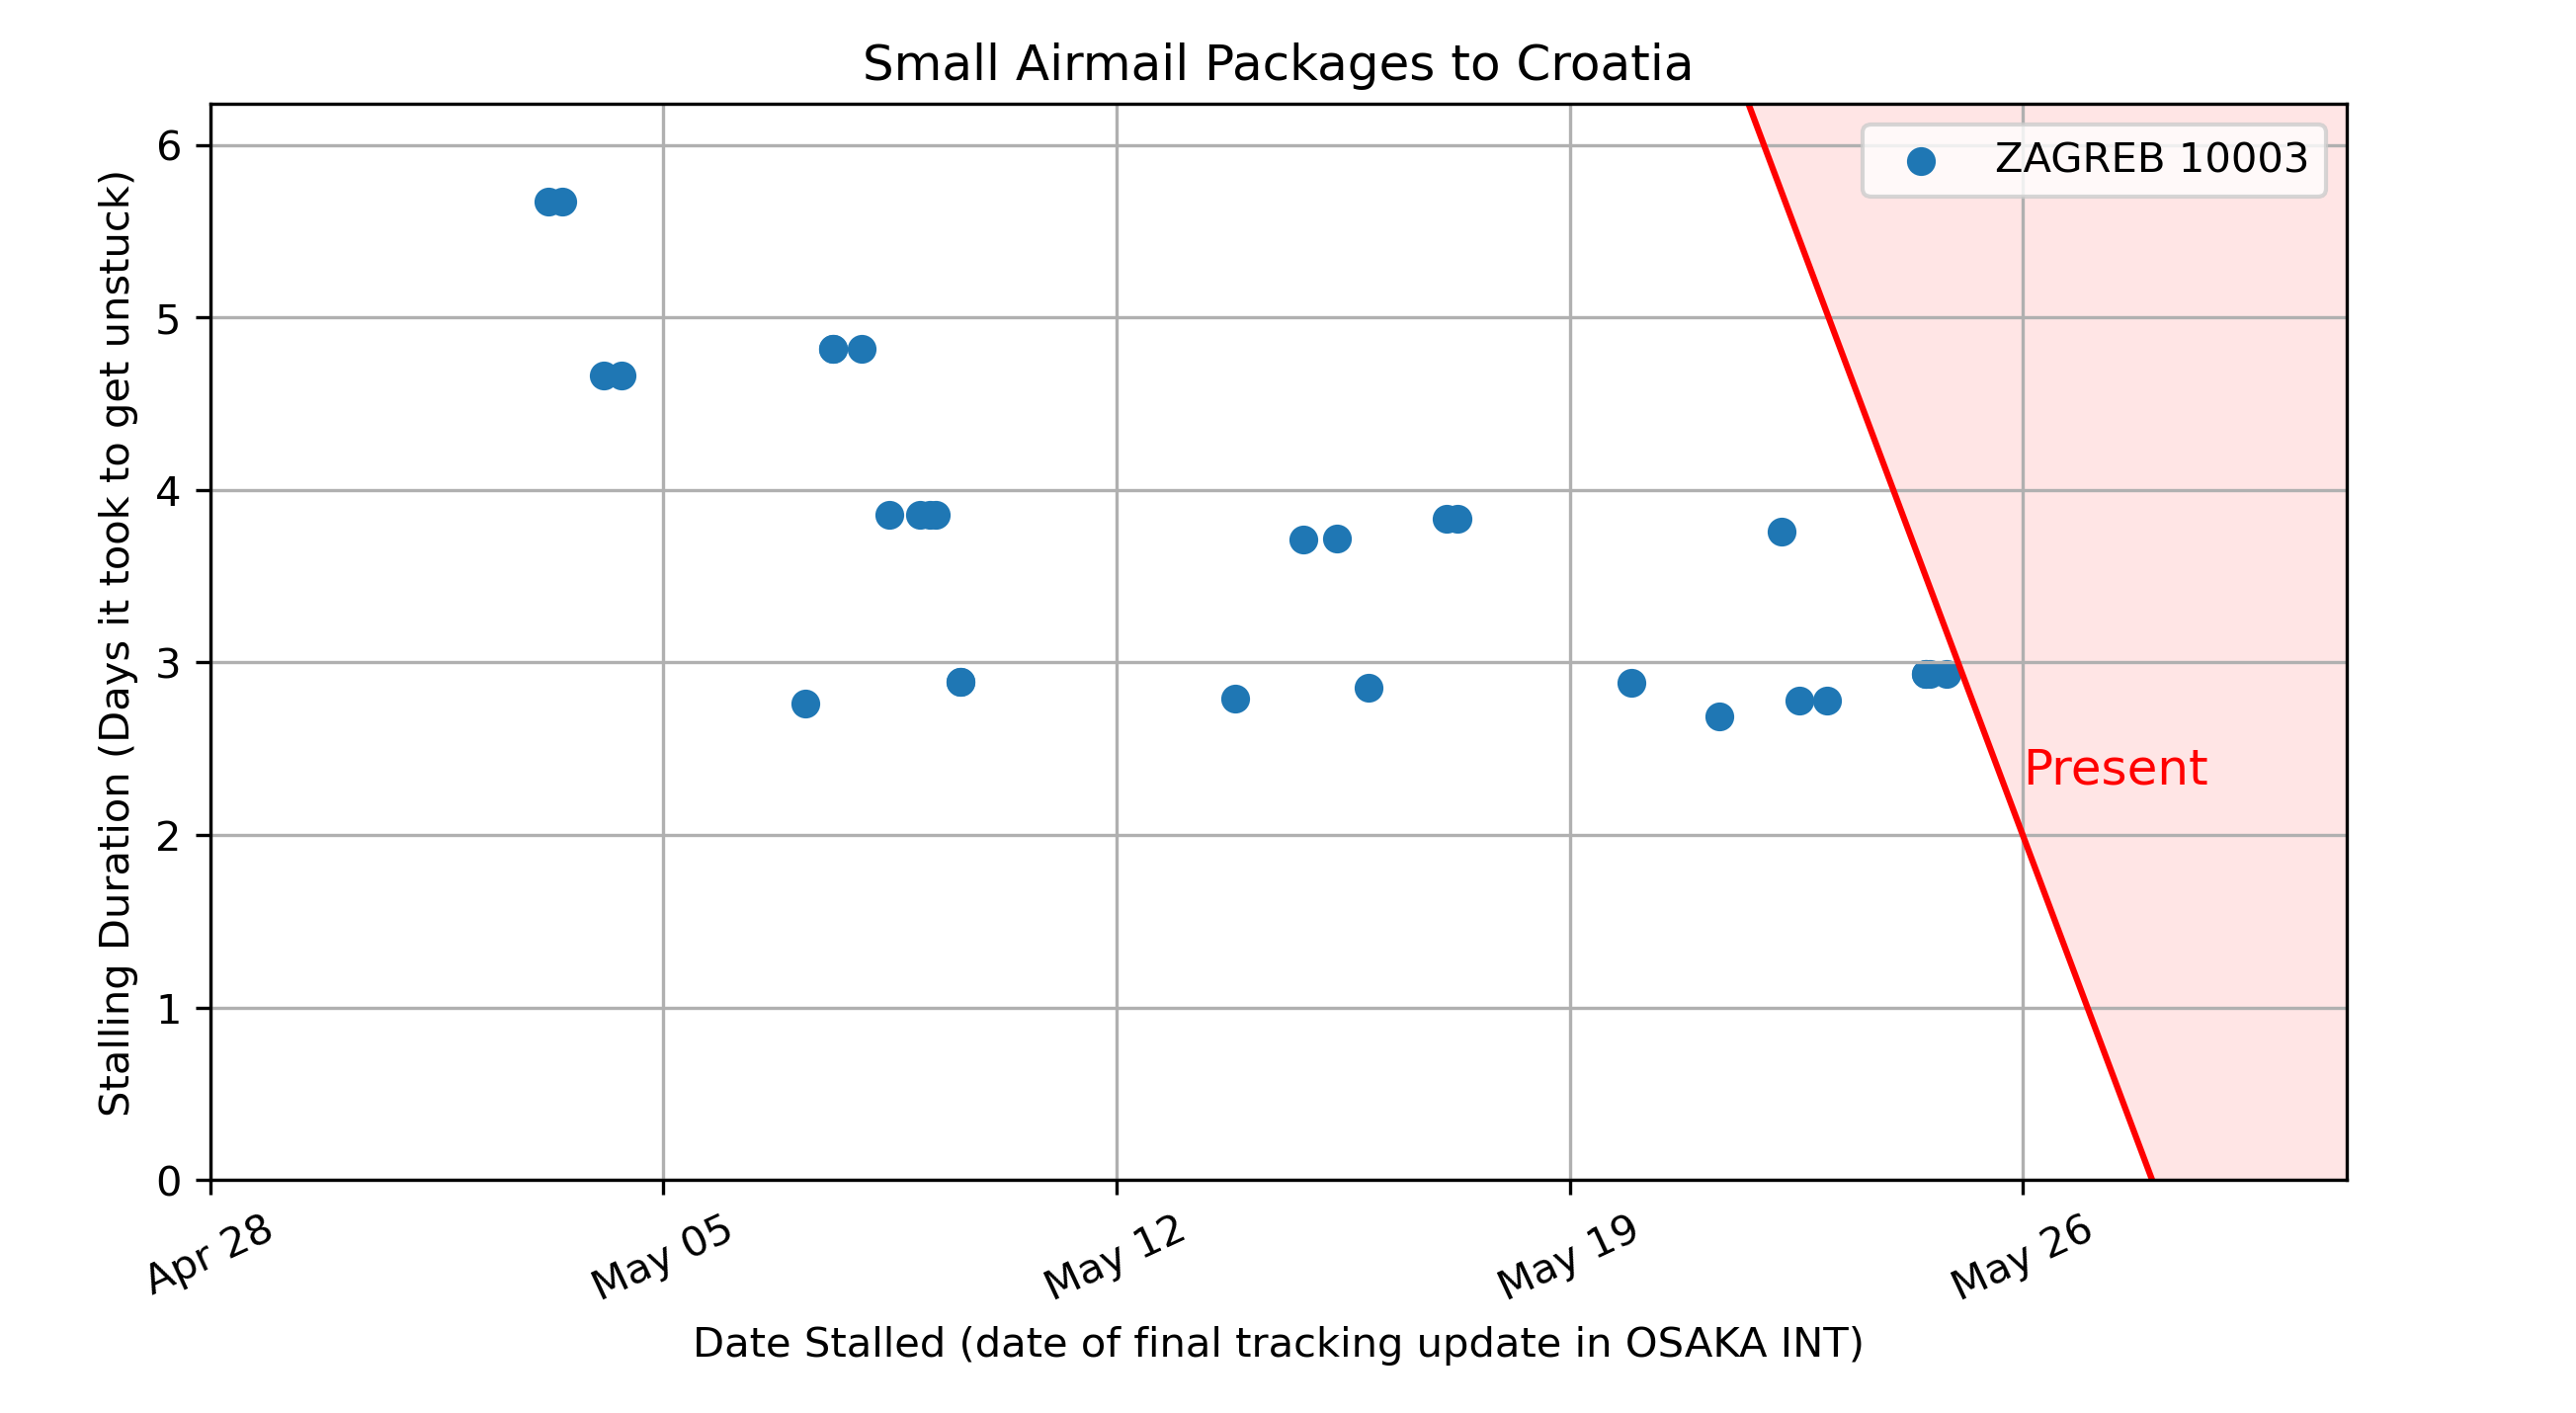 Small Airmail Packages to Croatia
ZAGREB 10003
Stalling Duration (Days it took to get unstuck)
6
5
4
3
2
1
0
Present
Apr 28
May 05
May 12
May 19
May 26
Date Stalled (date of final tracking update in OSAKA INT)